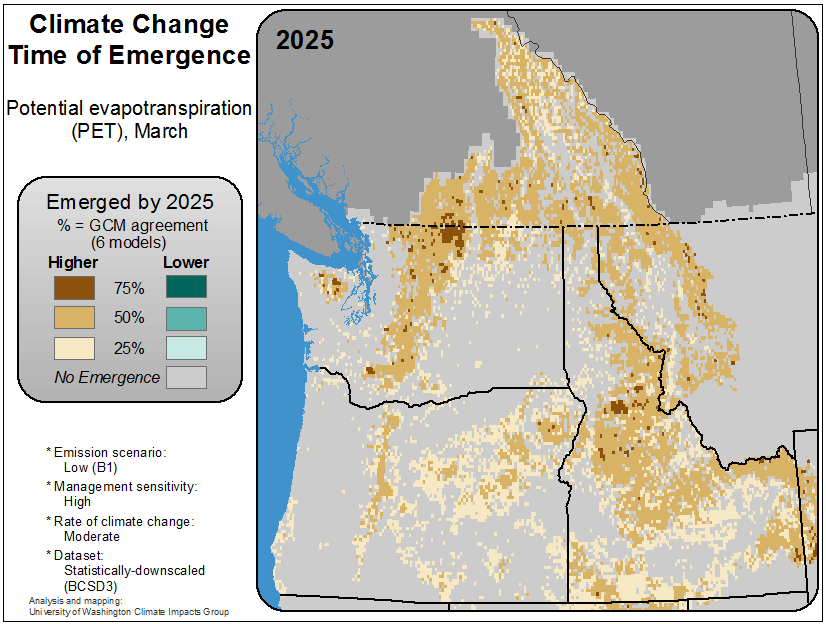 Climate Change
Time of Emergence
Potential evapotranspiration
(PET), March
Emerged by 2025
% = GCM agreement
(6 models)
Higher Lower
75%
50%
25%
No Emergence
* Emission scenario:
Low (B1)
* Management sensitivity:
High
* Rate of climate change:
Moderate
* Dataset:
Statistically-downscaled
(BCSD3)
Analysis and mapping:
University of Washington Climate Impacts Group
2025